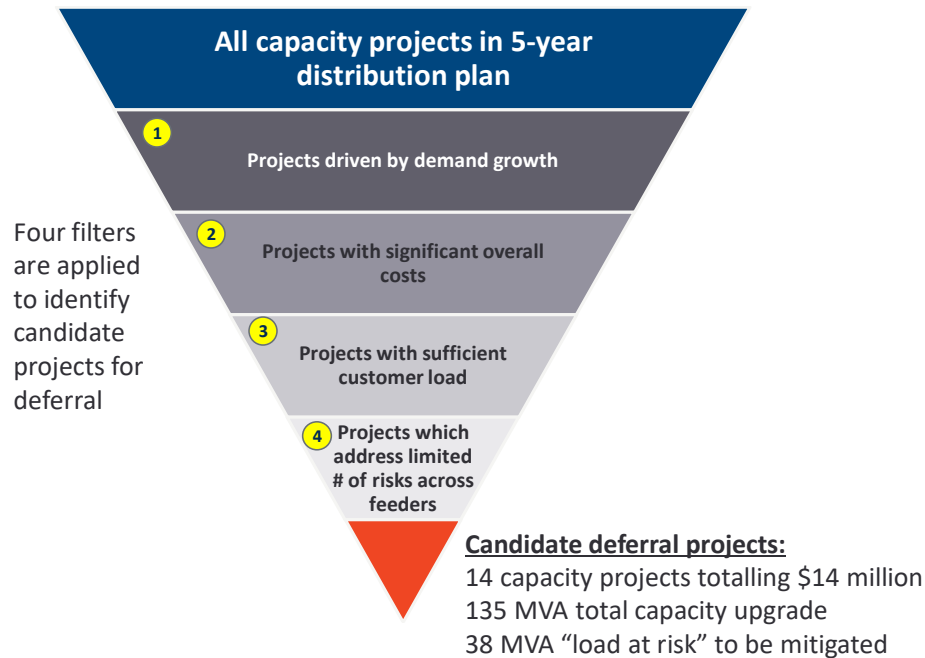 All capacity projects in 5-year
distribution plan
1
Projects driven by demand growth
Four filters
are applied
to identify
candidate
projects for
deferral
2
Projects with significant overall
costs
3
Projects with sufficient
customer load
4
Projects which
address limited
# of risks across
feeders
Candidate deferral projects:
14 capacity projects totalling $14 million
135 MVA total capacity upgrade
38 MVA “load at risk” to be mitigated